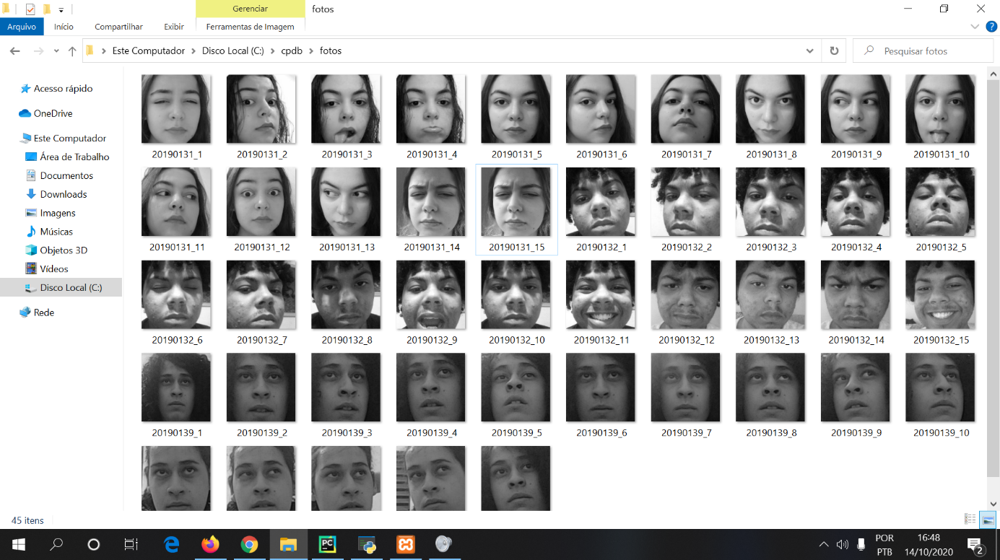 Gerenciar
fotos
Arquivo
Início
Compartilhar
Exibir
Ferramentas de Imagem
Este Computador
Disco Local (C:)
cpdb
fotos
Pesquisar fotos
Acesso rápido
OneDrive
Este Computador
Área de Trabalho
Documentos
Downloads
Imagens
Músicas
Objetos 3D
Vídeos
Disco Local (C:)
Rede
20190131_1 20190131_2 20190131_3 20190131_4 20190131_5 20190131_6 20190131_7 20190131_8 20190131_9 20190131_10
20190131_11 20190131_12 20190131_13 20190131_14 20190131_15 20190132_1 20190132_2 20190132_3 20190132_4 20190132_5
20190132_6 20190132_7 20190132_8 20190132_9 20190132_10 20190132_11 20190132_12 20190132_13 20190132_14 20190132_15
20190139_1 20190139_2 20190139_3 20190139_4 20190139_5 20190139_6 20190139_7 20190139_8 20190139_9 20190139_10
45 itens
PC
POR
PTB
16:48
14/10/2020
2